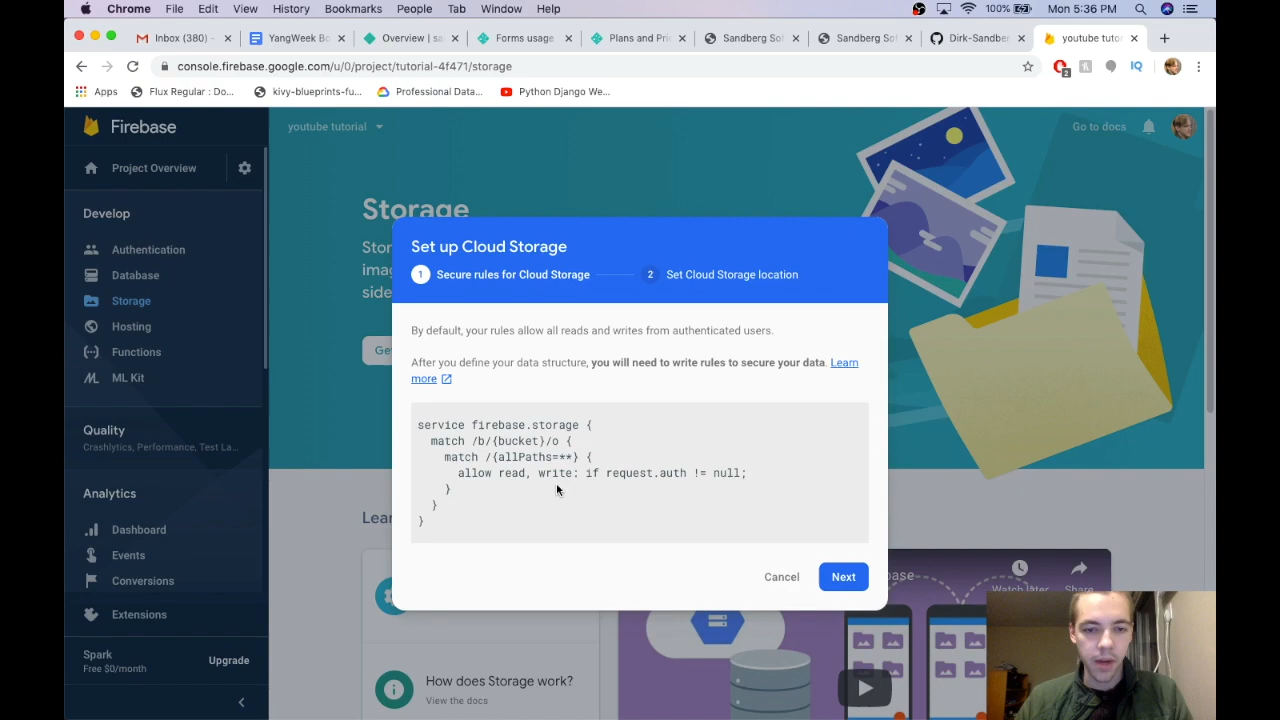 Chrome File Edit View History Bookmarks People Tab Window Help 100% Mon 5:36 PM
Inbox (380) - YangWeek Bo Overview | sa Forms usage Plans and Pric Sandberg Sof Sandberg Sof Dirk-Sandber youtube tutor
console.firebase.google.com/u/0/project/tutorial-4f471/storage
2
IQ
Apps Flux Regular : Do... kivy-blueprints-fu... Professional Data... Python Django We...
Firebase
youtube tutorial
Go to docs
Project Overview
Develop
Authentication
Database
Storage
Hosting
Functions
ML Kit
Quality
Crashlytics, Performance, Test La...
Analytics
Dashboard
Events
Conversions
Extensions
Spark
Free $0/month
Upgrade
Storage
Set up Cloud Storage
1 Secure rules for Cloud Storage
2 Set Cloud Storage location
By default, your rules allow all reads and writes from authenticated users.
After you define your data structure, you will need to write rules to secure your data. Learn
more
service firebase.storage {
match /b/{bucket}/o {
match /{allPaths=**} {
allow read, write: if request.auth != null;
}
}
}
Cancel
Next
Watch later
Share
How does Storage work?
View the docs